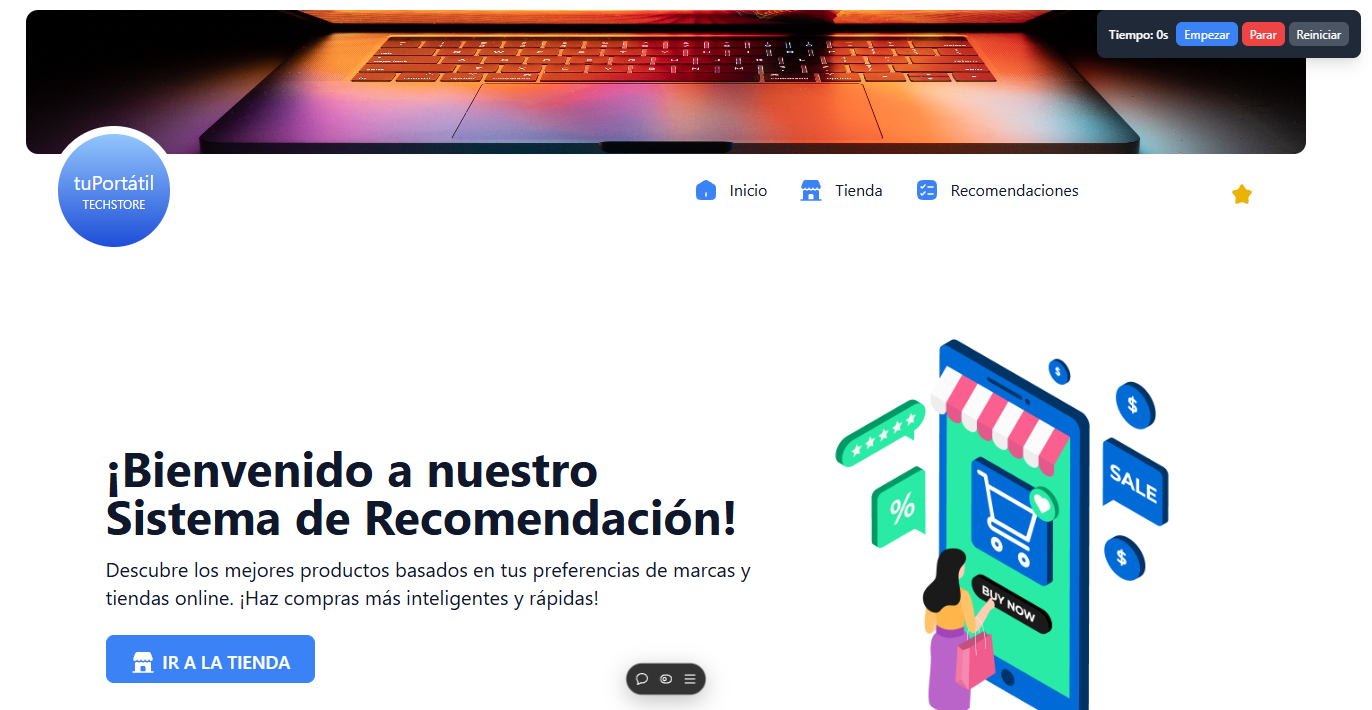 Tiempo: 0s Empezar Parar Reiniciar
tuPortátil
TECHSTORE
Inicio Tienda Recomendaciones
¡Bienvenido a nuestro
Sistema de Recomendación!
Descubre los mejores productos basados en tus preferencias de marcas y
tiendas online. ¡Haz compras más inteligentes y rápidas!
IR A LA TIENDA
$
$
SALE
%
$
BUY NOW